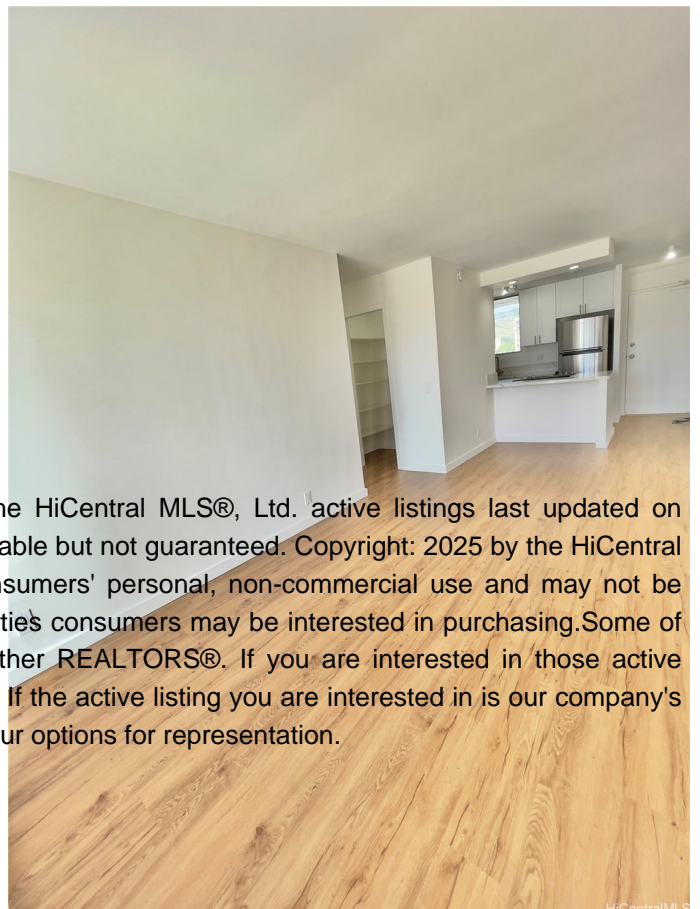 he HiCentral MLS®, Ltd. active listings last updated on
able but not guaranteed. Copyright: 2025 by the HiCentral
nsumers' personal, non-commercial use and may not be
ties consumers may be interested in purchasing.Some of
ther REALTORS®. If you are interested in those active
If the active listing you are interested in is our company's
ur options for representation.
HiCentralMLS